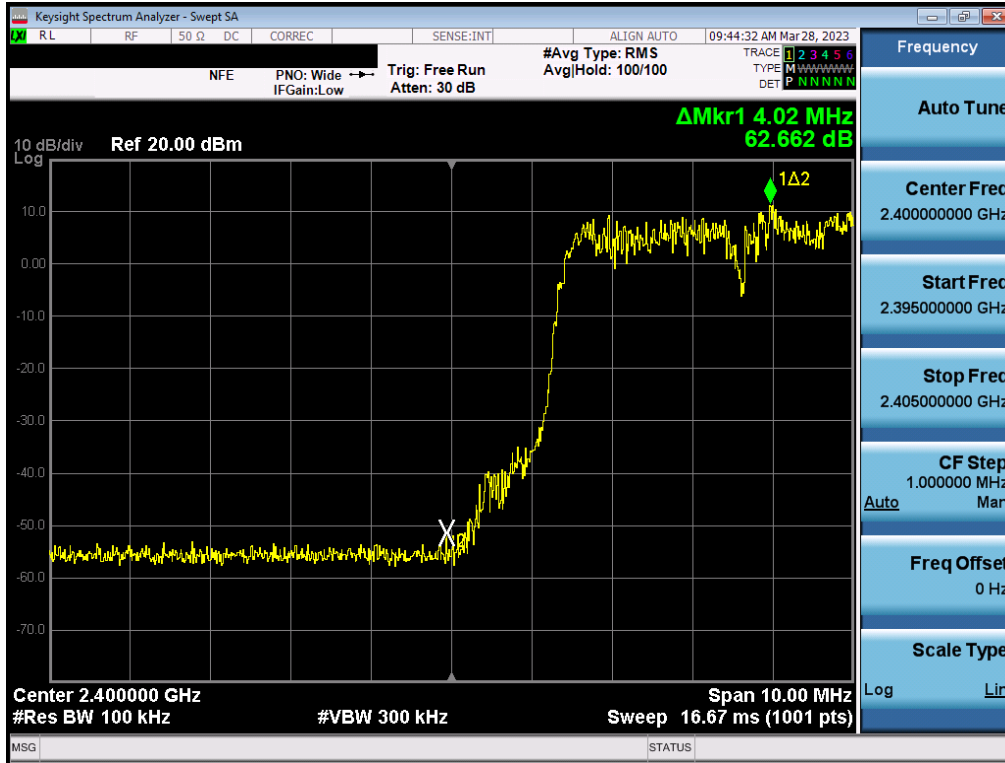 Keysight Spectrum Analyzer - Swept SA
LXI RL RF 50 Ω DC CORREC SENSE:INT ALIGN AUTO 09:44:32 AM Mar 28, 2023
NFE PNO: Wide Trig: Free Run #Avg Type: RMS TRACE 1 2 3 4 5 6
IFGain:Low Atten: 30 dB Avg|Hold: 100/100 TYPE M WWWWW
DET P N N N N N
ΔMkr1 4.02 MHz
62.662 dB
10 dB/div Ref 20.00 dBm
Log
1Δ2
10.0
0.00
-10.0
-20.0
-30.0
-40.0
-50.0
-60.0
-70.0
Center 2.400000 GHz Span 10.00 MHz
#Res BW 100 kHz #VBW 300 kHz Sweep 16.67 ms (1001 pts)
MSG STATUS
Frequency
Auto Tune
Center Freq
2.400000000 GHz
Start Freq
2.395000000 GHz
Stop Freq
2.405000000 GHz
CF Step
1.000000 MHz
Auto Man
Freq Offset
0 Hz
Scale Type
Log Lin